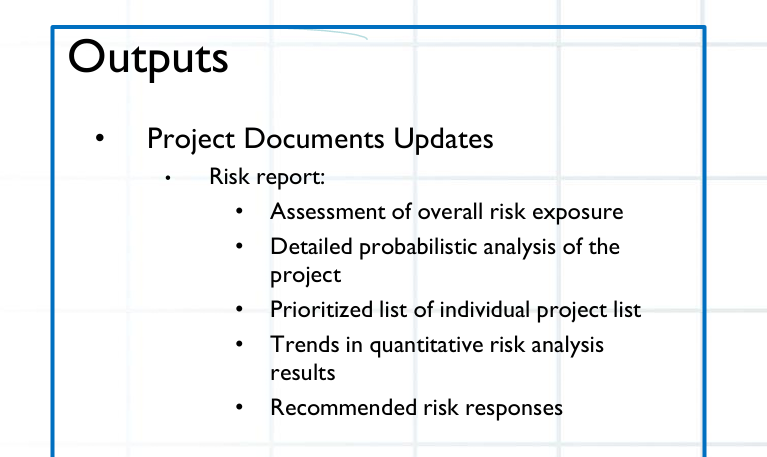 Outputs
• Project Documents Updates
• Risk report:
• Assessment of overall risk exposure
• Detailed probabilistic analysis of the
project
• Prioritized list of individual project list
• Trends in quantitative risk analysis
results
• Recommended risk responses